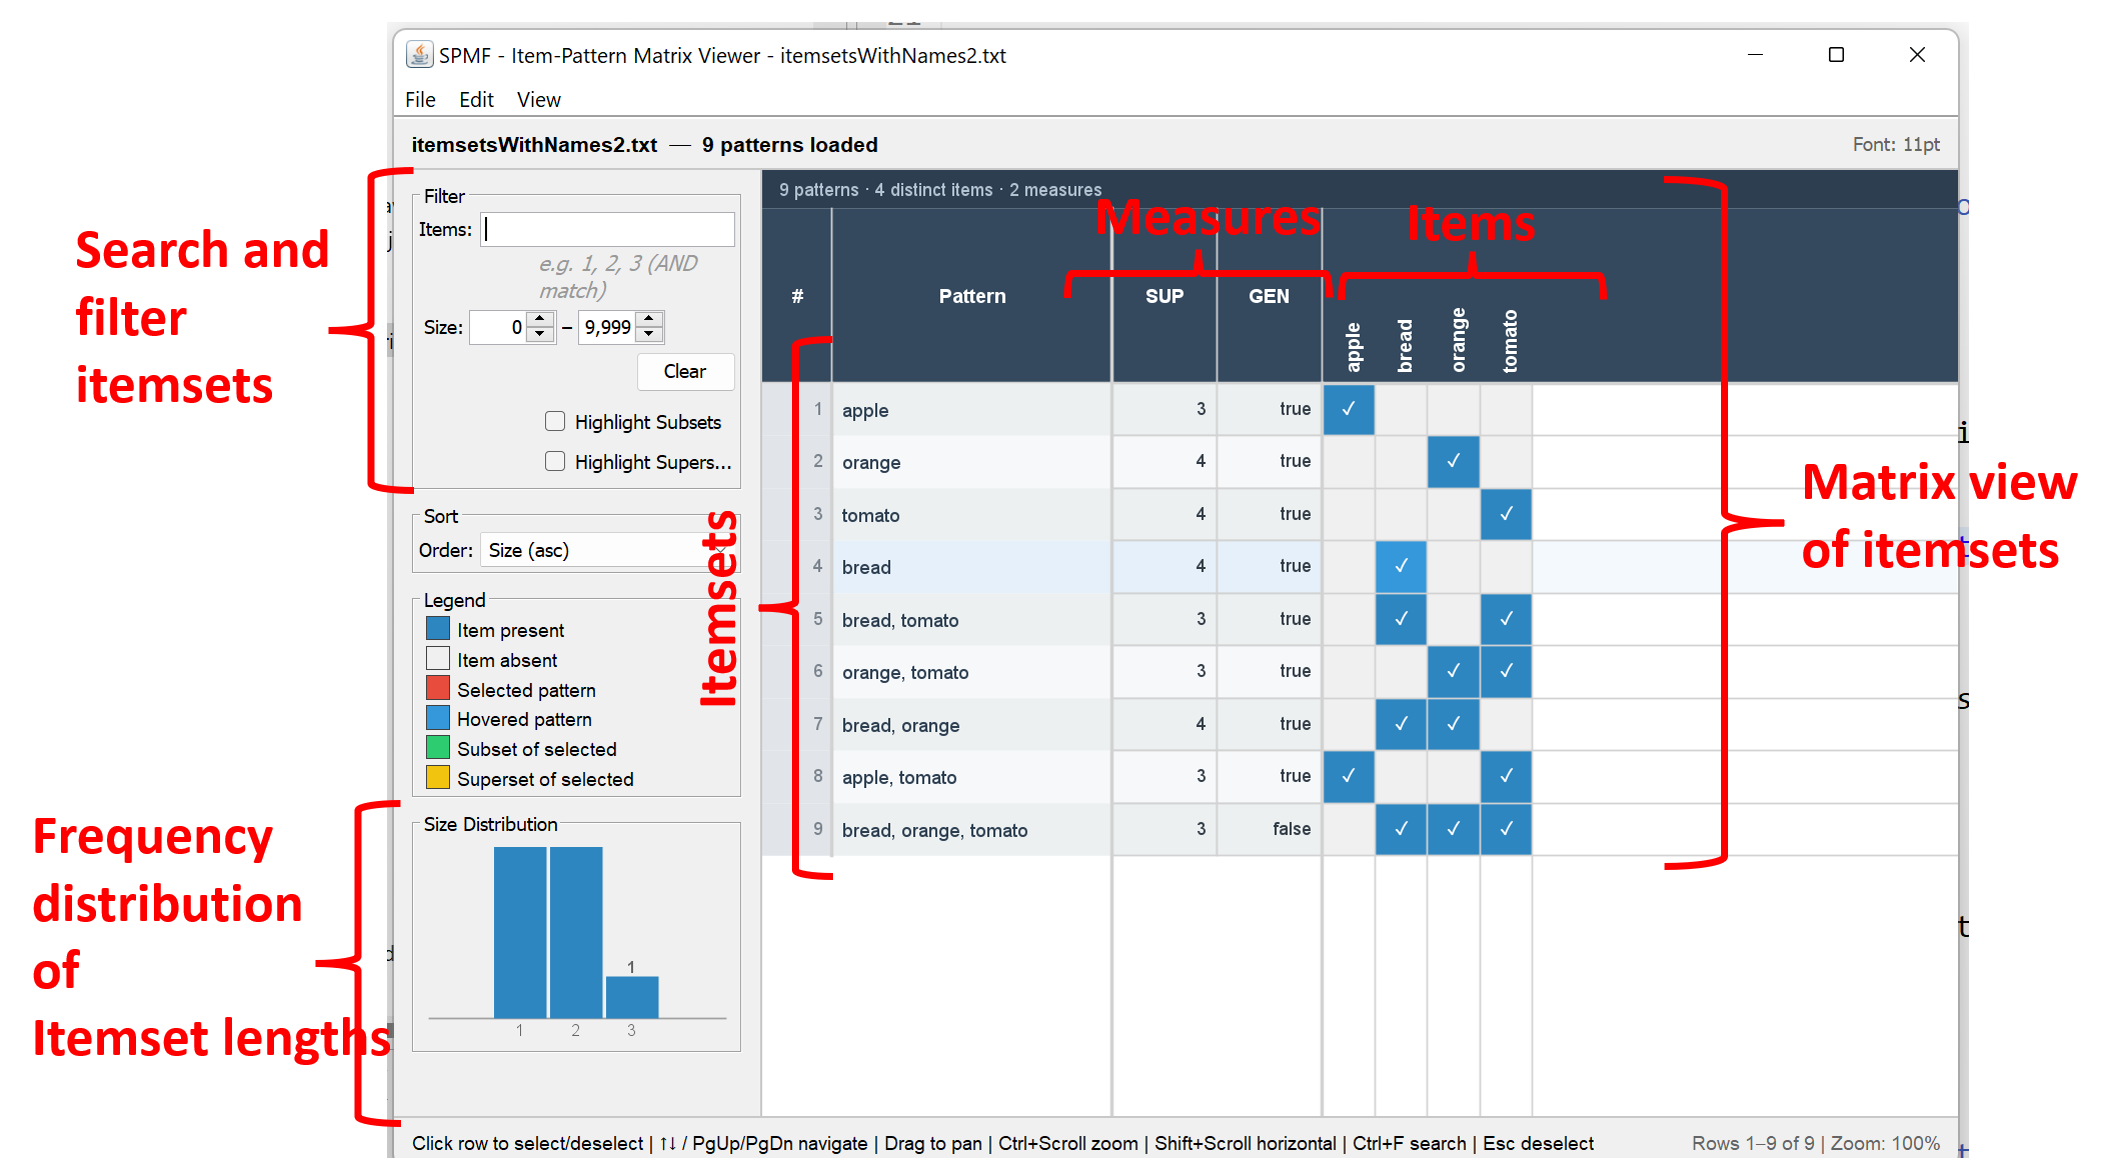 SPMF - Item-Pattern Matrix Viewer - itemsetsWithNames2.txt
File Edit View
itemsetsWithNames2.txt — 9 patterns loaded
Font: 11pt
Search and
filter
itemsets
Filter
Items:
e.g. 1, 2, 3 (AND
match)
Size: 0 – 9,999
Clear
Highlight Subsets
Highlight Supers...
Sort
Order: Size (asc)
Legend
Item present
Item absent
Selected pattern
Hovered pattern
Subset of selected
Superset of selected
Frequency
distribution
of
Itemset lengths
Size Distribution
1
1 2 3
9 patterns · 4 distinct items · 2 measures
Measures Items
# Pattern SUP GEN apple bread orange tomato
Itemsets
1 apple 3 true ✓
2 orange 4 true ✓
3 tomato 4 true ✓
4 bread 4 true ✓
5 bread, tomato 3 true ✓ ✓
6 orange, tomato 3 true ✓ ✓
7 bread, orange 4 true ✓ ✓
8 apple, tomato 3 true ✓ ✓
9 bread, orange, tomato 3 false ✓ ✓ ✓
Matrix view
of itemsets
Click row to select/deselect | ↑↓ / PgUp/PgDn navigate | Drag to pan | Ctrl+Scroll zoom | Shift+Scroll horizontal | Ctrl+F search | Esc deselect
Rows 1–9 of 9 | Zoom: 100%